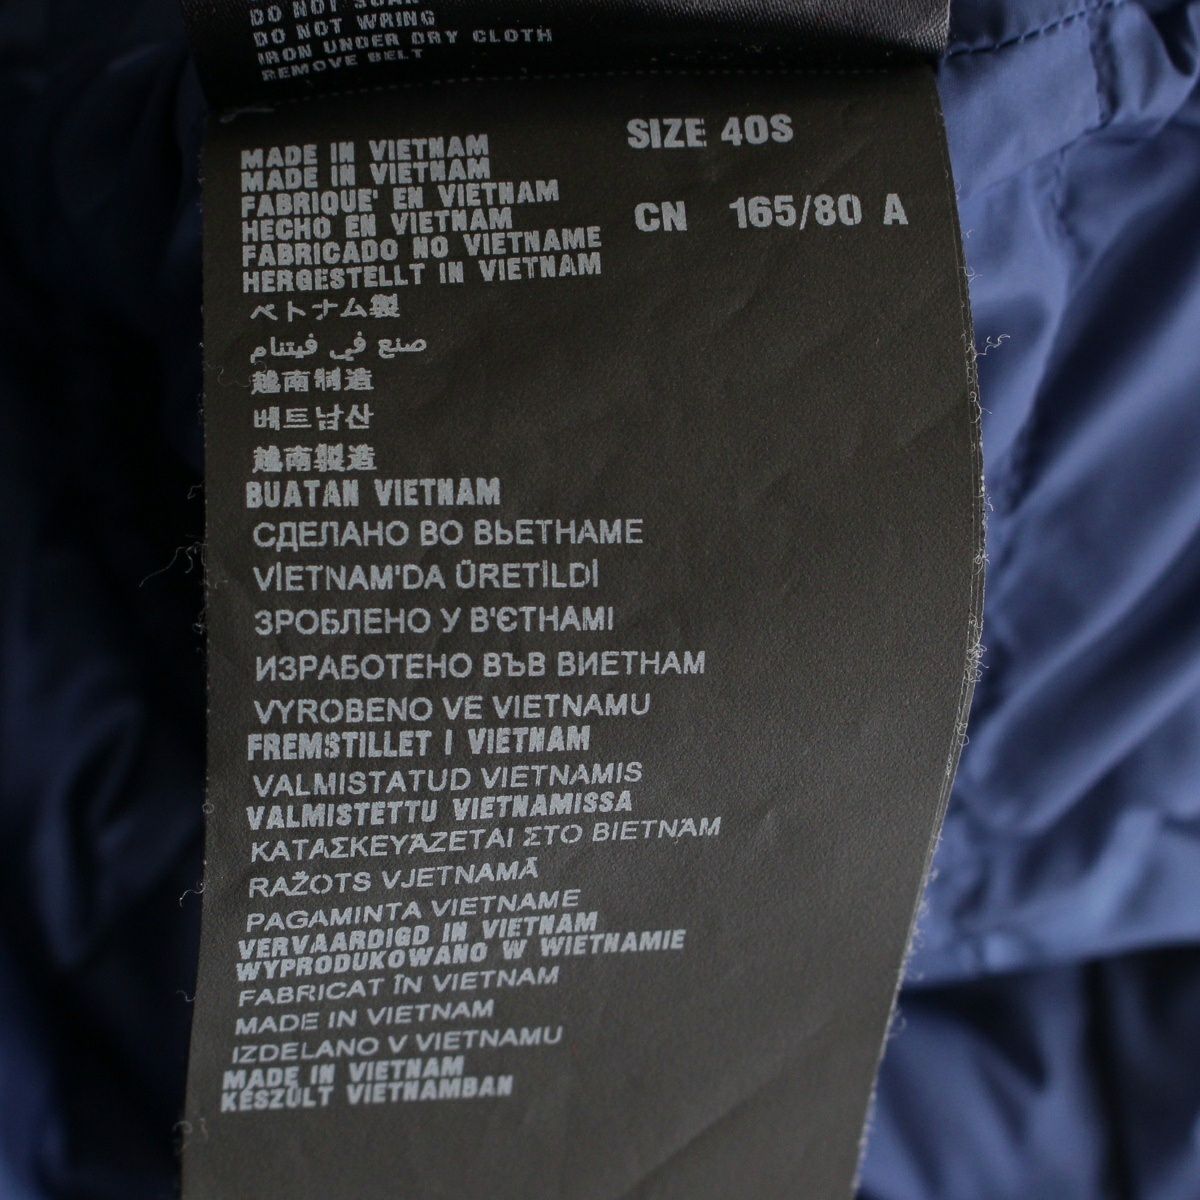 DO NOT SOAK
DO NOT WRING
IRON UNDER DRY CLOTH
REMOVE BELT
SIZE 40S
CN 165/80 A
MADE IN VIETNAM
MADE IN VIETNAM
FABRIQUE' EN VIETNAM
HECHO EN VIETNAM
FABRICADO NO VIETNAME
HERGESTELLT IN VIETNAM
ベトナム製
صنع في فيتنام
越南制造
베트남산
越南製造
BUATAN VIETNAM
СДЕЛАНО ВО ВЬЕТНАМЕ
VİETNAM'DA ÜRETİLDİ
ЗРОБЛЕНО У В'ЄТНАМІ
ИЗРАБОТЕНО ВЪВ ВИЕТНАМ
VYROBENO VE VIETNAMU
FREMSTILLET I VIETNAM
VALMISTATUD VIETNAMIS
VALMISTETTU VIETNAMISSA
ΚΑΤΑΣΚΕΥΆΖΕΤΑΙ ΣΤΟ ΒΙΕΤΝΆΜ
RAŽOTS VJETNAMĀ
PAGAMINTA VIETNAME
VERVAARDIGD IN VIETNAM
WYPRODUKOWANO W WIETNAMIE
FABRICAT ÎN VIETNAM
MADE IN VIETNAM
IZDELANO V VIETNAMU
MADE IN VIETNAM
KÉSZÜLT VIETNAMBAN